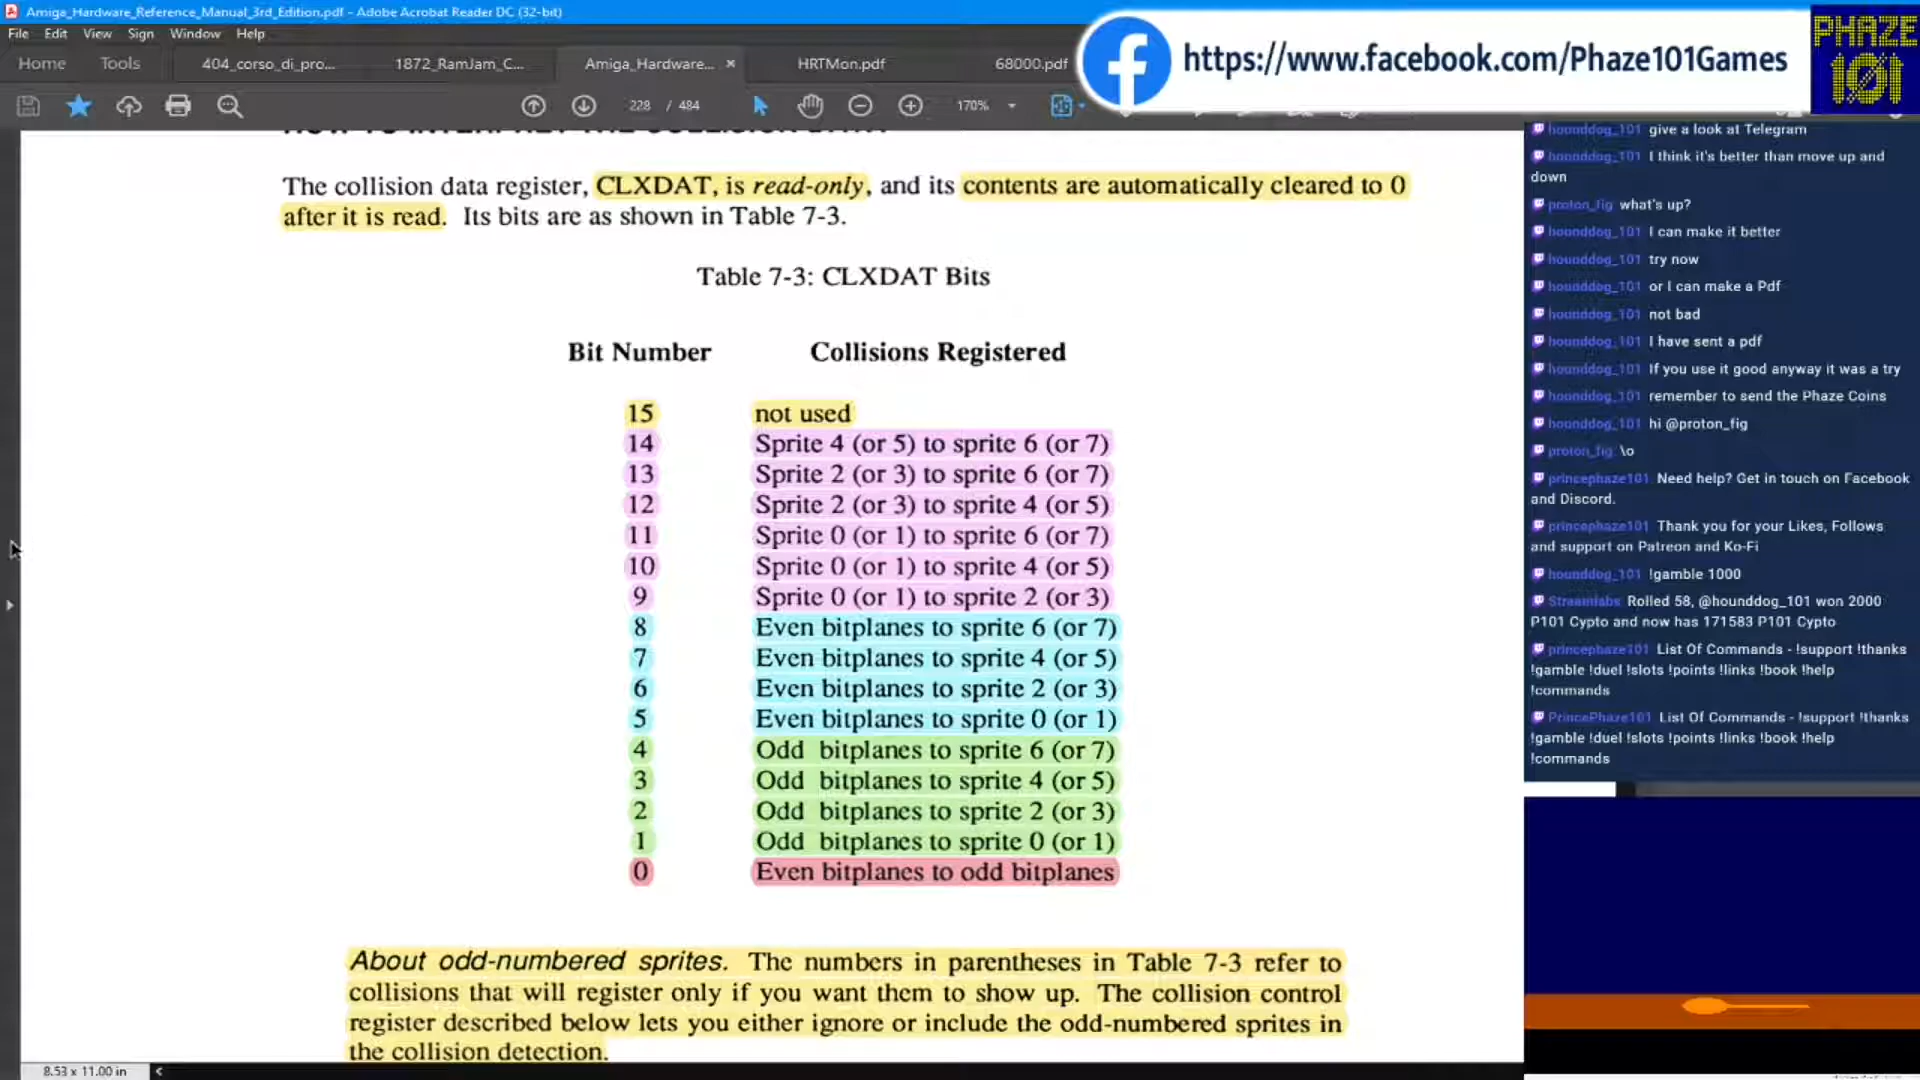 Amiga_Hardware_Reference_Manual_3rd_Edition.pdf - Adobe Acrobat Reader DC (32-bit)
File Edit View Sign Window Help
Home Tools 404_corso_di_pro... 1872_RamJam_C... Amiga_Hardware... × HRTMon.pdf 68000.pdf
228 / 484 170%
https://www.facebook.com/Phaze101Games
PHAZE
101
The collision data register, CLXDAT, is read-only, and its contents are automatically cleared to 0
after it is read. Its bits are as shown in Table 7-3.
Table 7-3: CLXDAT Bits
Bit Number Collisions Registered
15 not used
14 Sprite 4 (or 5) to sprite 6 (or 7)
13 Sprite 2 (or 3) to sprite 6 (or 7)
12 Sprite 2 (or 3) to sprite 4 (or 5)
11 Sprite 0 (or 1) to sprite 6 (or 7)
10 Sprite 0 (or 1) to sprite 4 (or 5)
9 Sprite 0 (or 1) to sprite 2 (or 3)
8 Even bitplanes to sprite 6 (or 7)
7 Even bitplanes to sprite 4 (or 5)
6 Even bitplanes to sprite 2 (or 3)
5 Even bitplanes to sprite 0 (or 1)
4 Odd bitplanes to sprite 6 (or 7)
3 Odd bitplanes to sprite 4 (or 5)
2 Odd bitplanes to sprite 2 (or 3)
1 Odd bitplanes to sprite 0 (or 1)
0 Even bitplanes to odd bitplanes
About odd-numbered sprites. The numbers in parentheses in Table 7-3 refer to
collisions that will register only if you want them to show up. The collision control
register described below lets you either ignore or include the odd-numbered sprites in
the collision detection.
8.53 x 11.00 in
hounddog_101 give a look at Telegram
hounddog_101 I think it's better than move up and
down
proton_fig what's up?
hounddog_101 I can make it better
hounddog_101 try now
hounddog_101 or I can make a Pdf
hounddog_101 not bad
hounddog_101 I have sent a pdf
hounddog_101 If you use it good anyway it was a try
hounddog_101 remember to send the Phaze Coins
hounddog_101 hi @proton_fig
proton_fig \o
princephaze101 Need help? Get in touch on Facebook
and Discord.
princephaze101 Thank you for your Likes, Follows
and support on Patreon and Ko-Fi
hounddog_101 !gamble 1000
Streamlabs Rolled 58, @hounddog_101 won 2000
P101 Cypto and now has 171583 P101 Cypto
princephaze101 List Of Commands - !support !thanks
!gamble !duel !slots !points !links !book !help
!commands
PrincePhaze101 List Of Commands - !support !thanks
!gamble !duel !slots !points !links !book !help
!commands